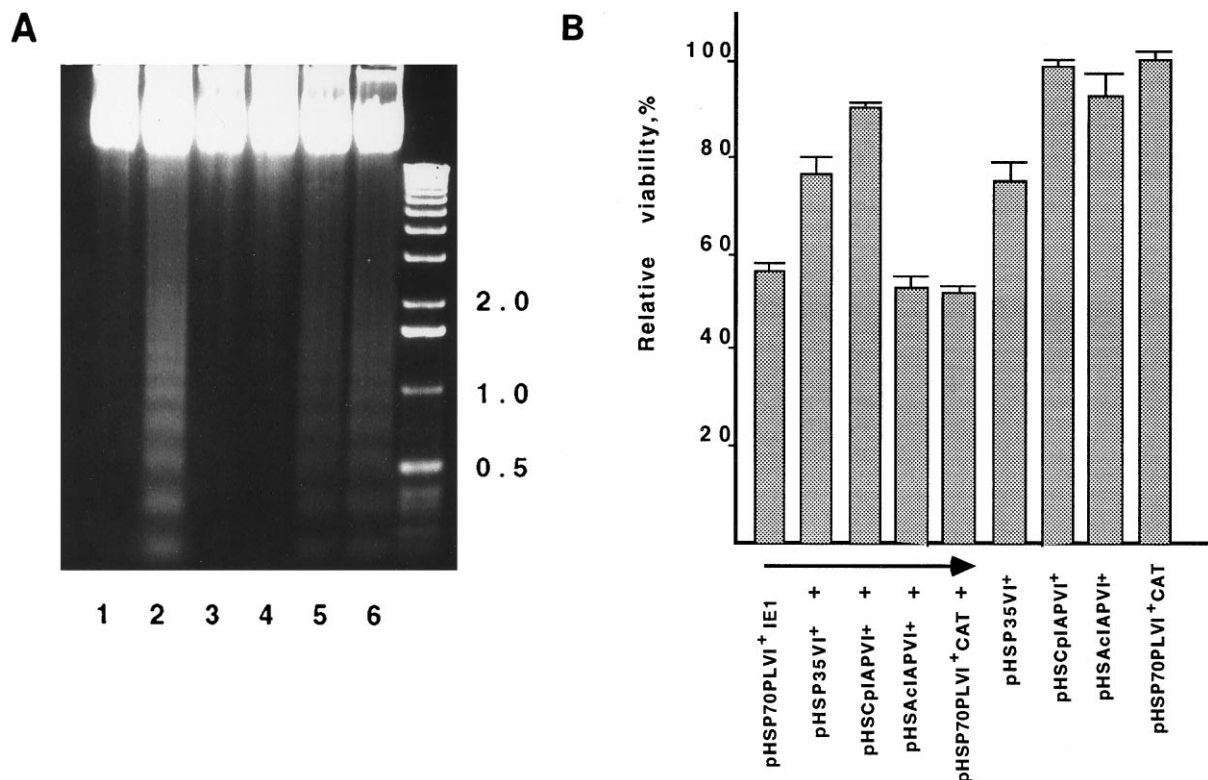 A
2.0
1.0
0.5
1 2 3 4 5 6
B
Relative viability,%
100
80
60
40
20
pHSP70PLVI+ IE1
pHSP35VI+ +
pHSCpIAPVI+ +
pHSAcIAPVI+ +
pHSP70PLVI+CAT +
pHSP35VI+
pHSCpIAPVI+
pHSAcIAPVI+
pHSP70PLVI+CAT